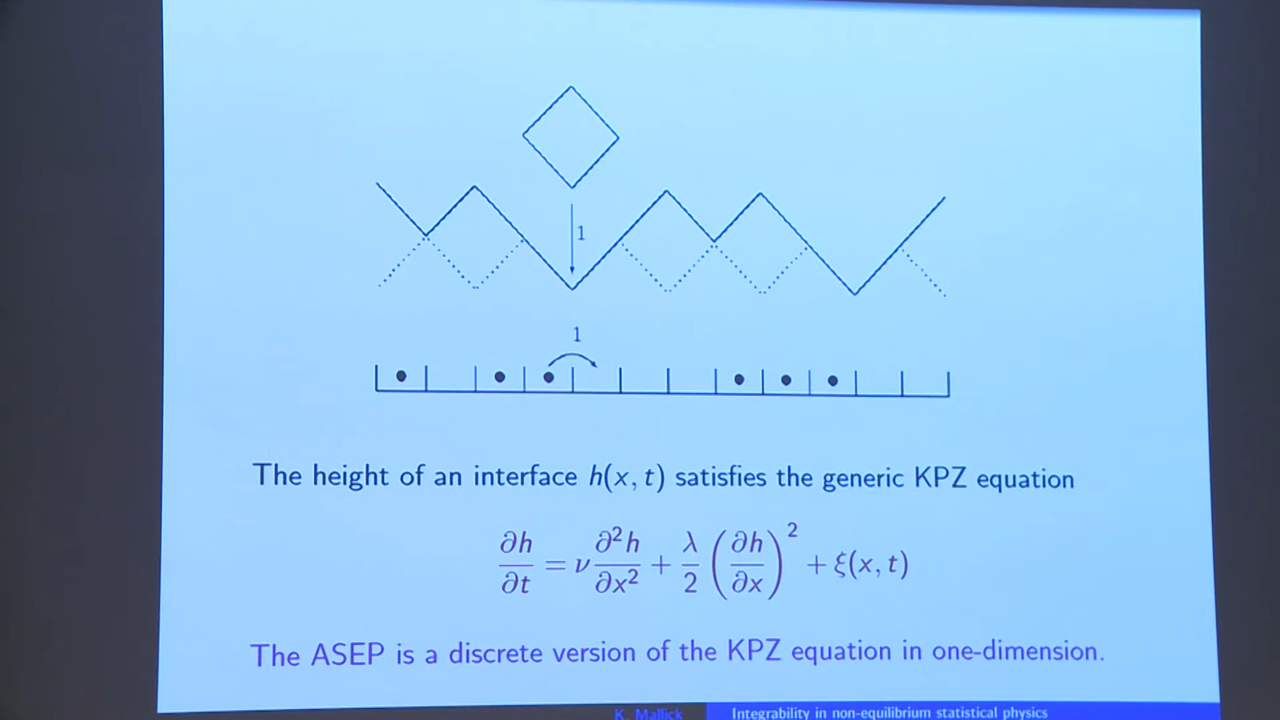 1
1
The height of an interface h(x, t) satisfies the generic KPZ equation
∂h/∂t = ν ∂²h/∂x² + λ/2 (∂h/∂x)² + ξ(x, t)
The ASEP is a discrete version of the KPZ equation in one-dimension.
K. Mallick Integrability in non-equilibrium statistical physics